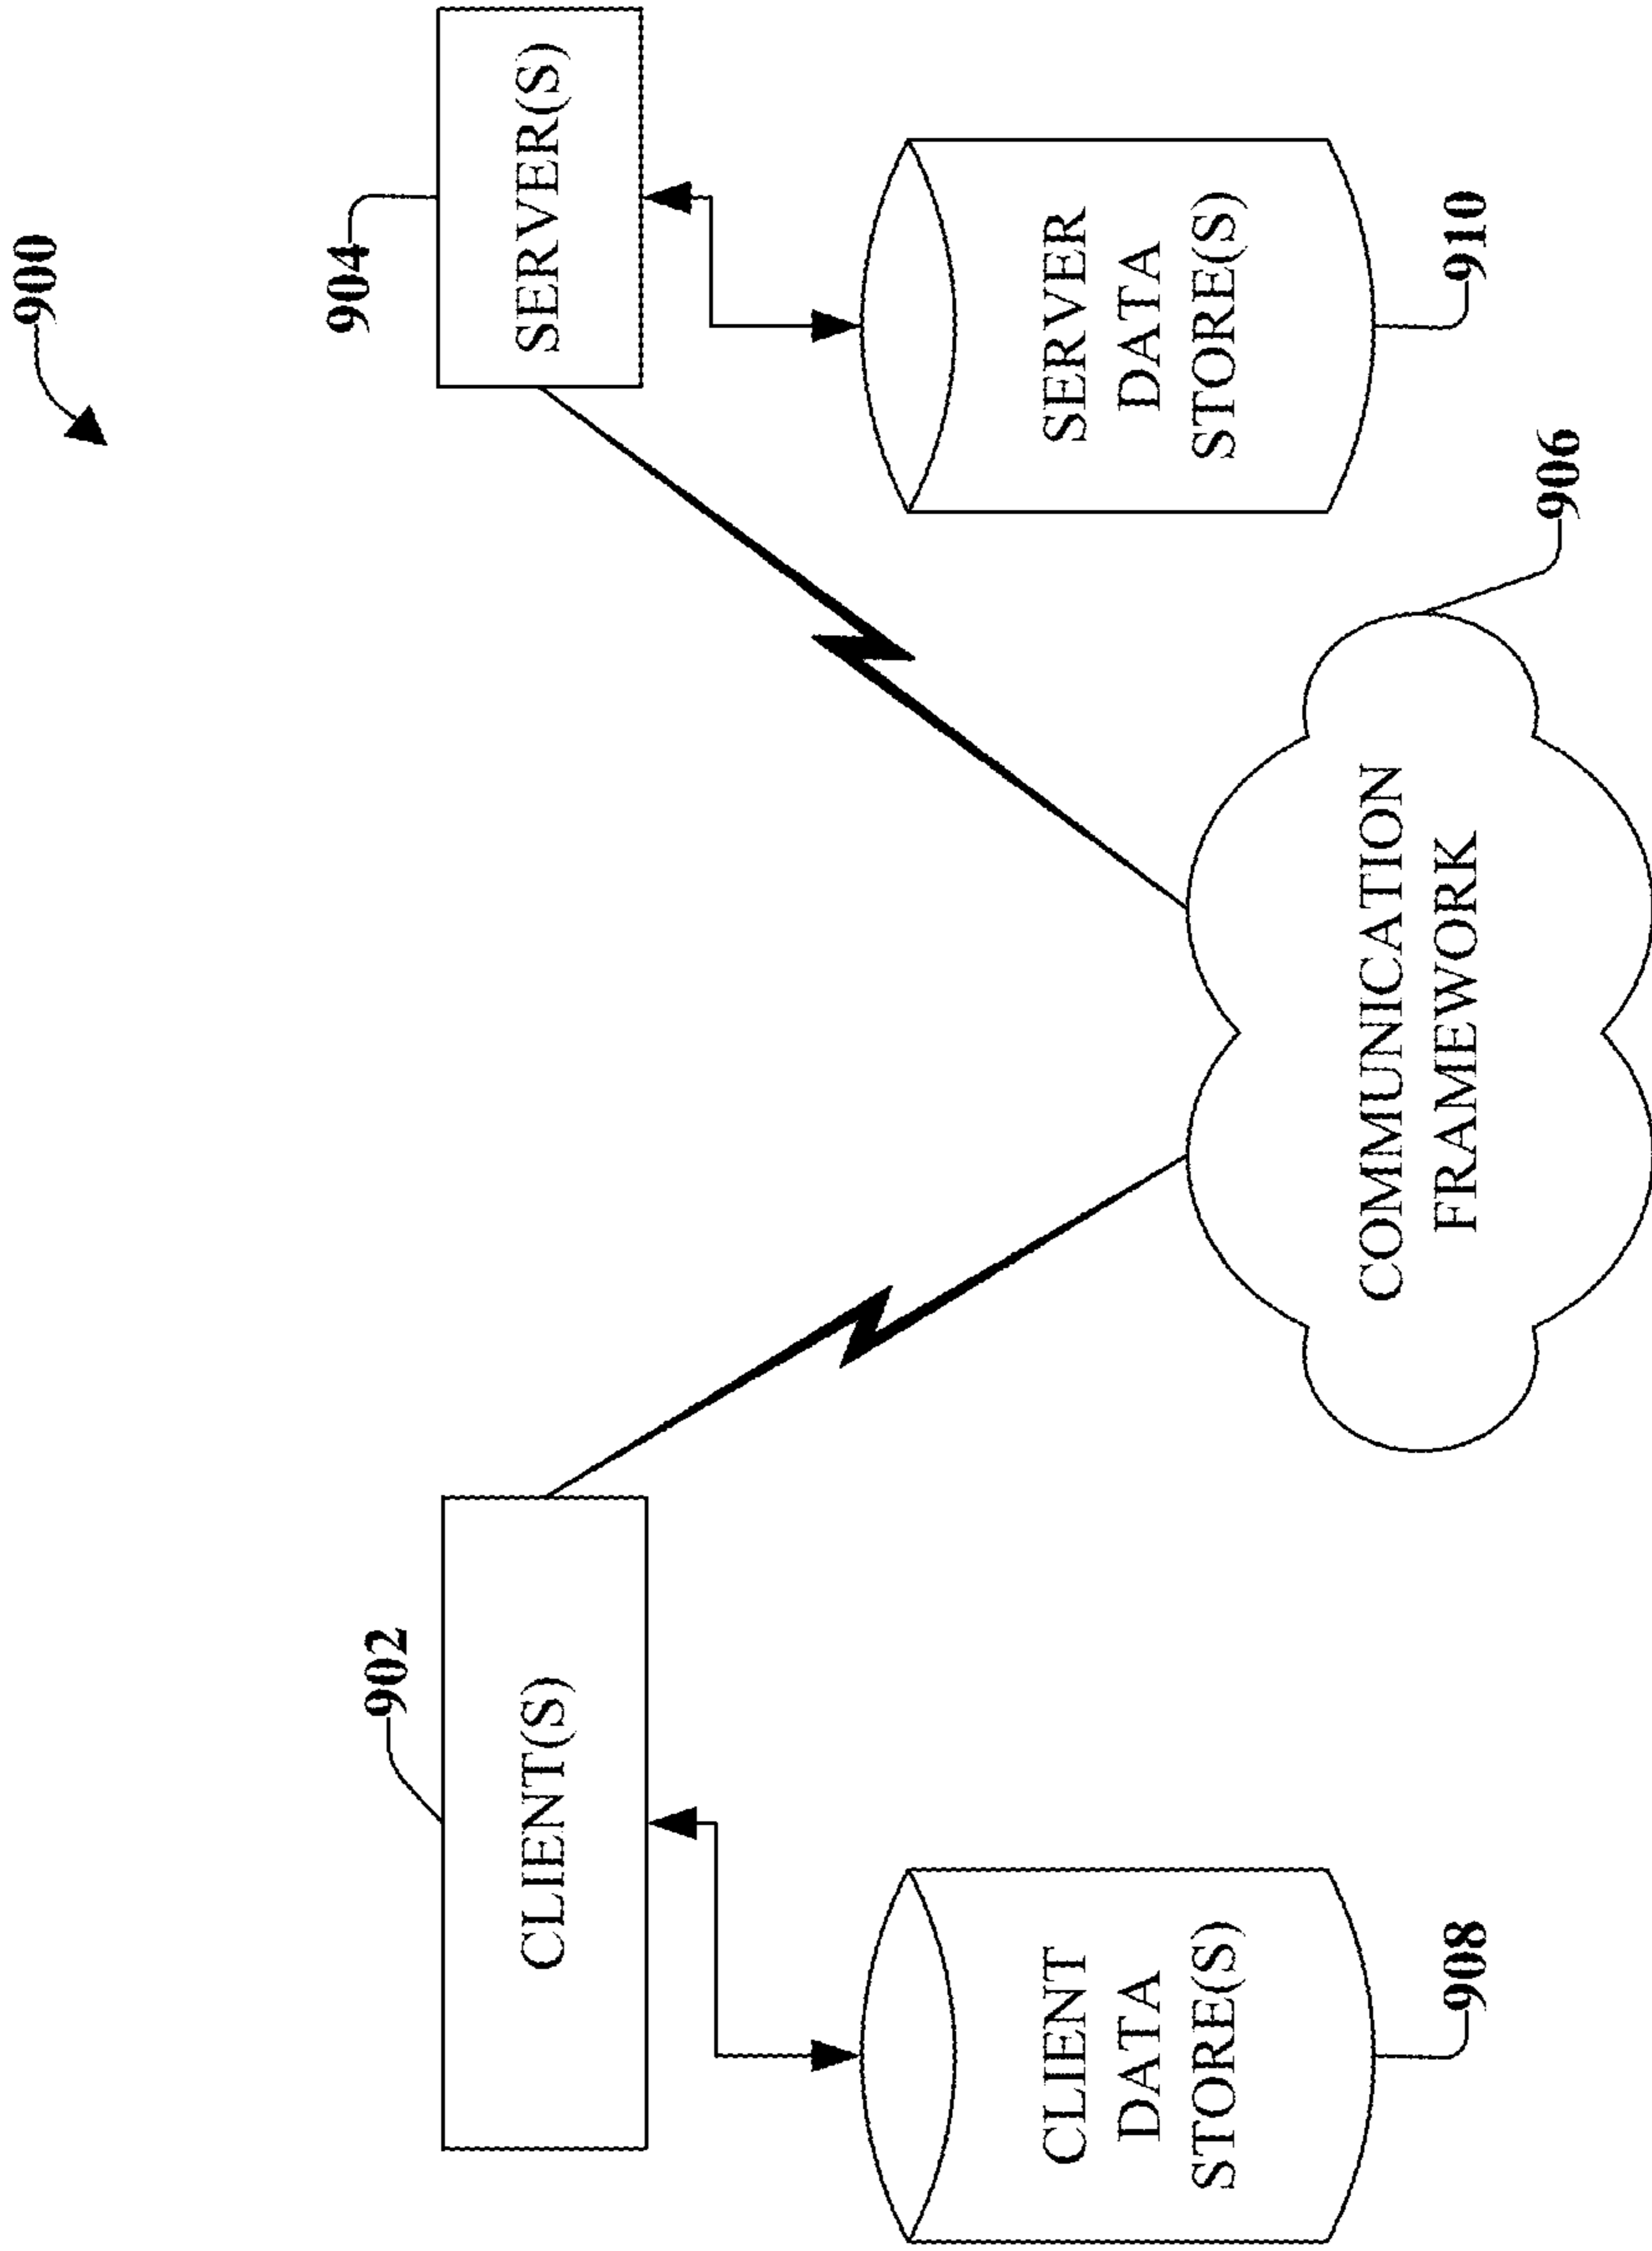 900
902
904
CLIENT(S)
SERVER(S)
CLIENT
DATA
STORE(S)
SERVER
DATA
STORE(S)
COMMUNICATION
FRAMEWORK
908
910
906